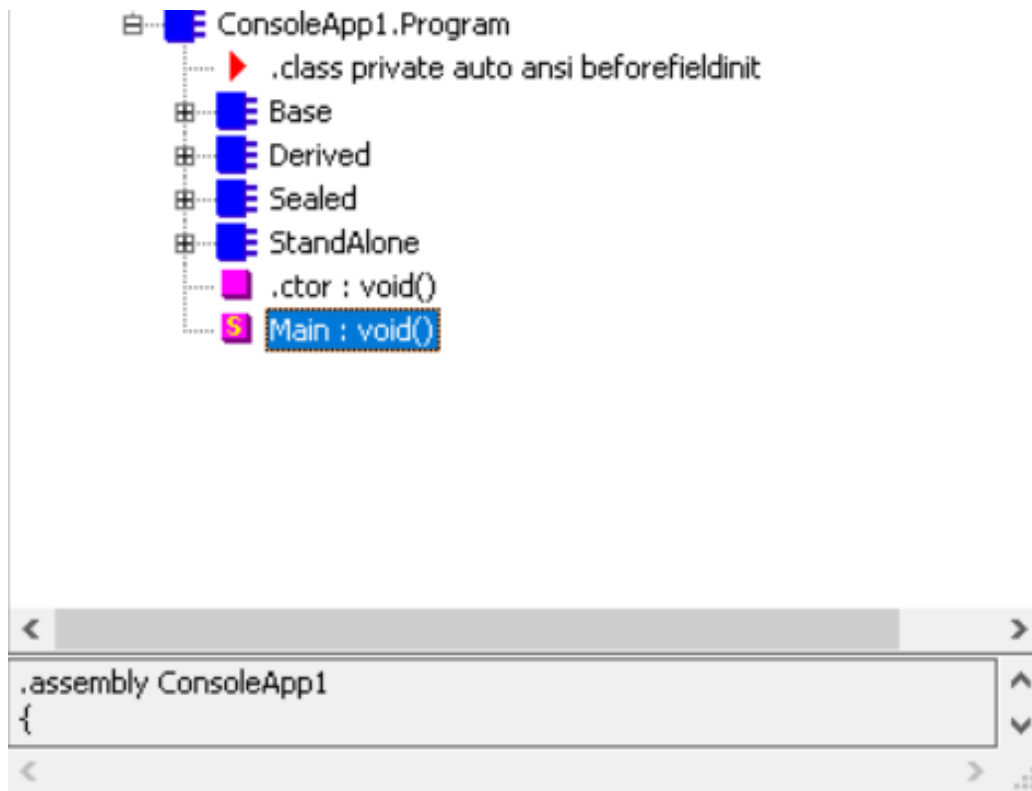 ConsoleApp1.Program
.class private auto ansi beforefieldinit
Base
Derived
Sealed
StandAlone
.ctor : void()
S Main : void()
.assembly ConsoleApp1
{